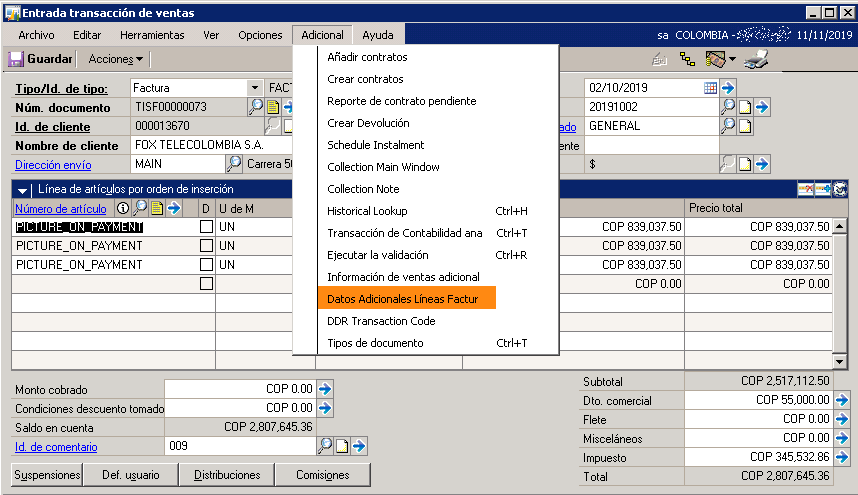 Entrada transacción de ventas
Archivo Editar Herramientas Ver Opciones Adicional Ayuda sa COLOMBIA - 11/11/2019
Guardar Acciones
Tipo/Id. de tipo: Factura FACT 02/10/2019
Núm. documento TISF00000073 20191002
Id. de cliente 000013670 ado GENERAL
Nombre de cliente FOX TELECOLOMBIA S.A. ente
Dirección envío MAIN Carrera 50 $
Añadir contratos
Crear contratos
Reporte de contrato pendiente
Crear Devolución
Schedule Instalment
Collection Main Window
Collection Note
Historical Lookup Ctrl+H
Transacción de Contabilidad ana Ctrl+T
Ejecutar la validación Ctrl+R
Información de ventas adicional
Datos Adicionales Líneas Factur
DDR Transaction Code
Tipos de documento Ctrl+T
Línea de artículos por orden de inserción
Número de artículo D U de M Precio total
PICTURE_ON_PAYMENT UN COP 839,037.50 COP 839,037.50
PICTURE_ON_PAYMENT UN COP 839,037.50 COP 839,037.50
PICTURE_ON_PAYMENT UN COP 839,037.50 COP 839,037.50
COP 0.00 COP 0.00
Monto cobrado COP 0.00
Condiciones descuento tomado COP 0.00
Saldo en cuenta COP 2,807,645.36
Id. de comentario 009
Subtotal COP 2,517,112.50
Dto. comercial COP 55,000.00
Flete COP 0.00
Misceláneos COP 0.00
Impuesto COP 345,532.86
Total COP 2,807,645.36
Suspensiones Def. usuario Distribuciones Comisiones